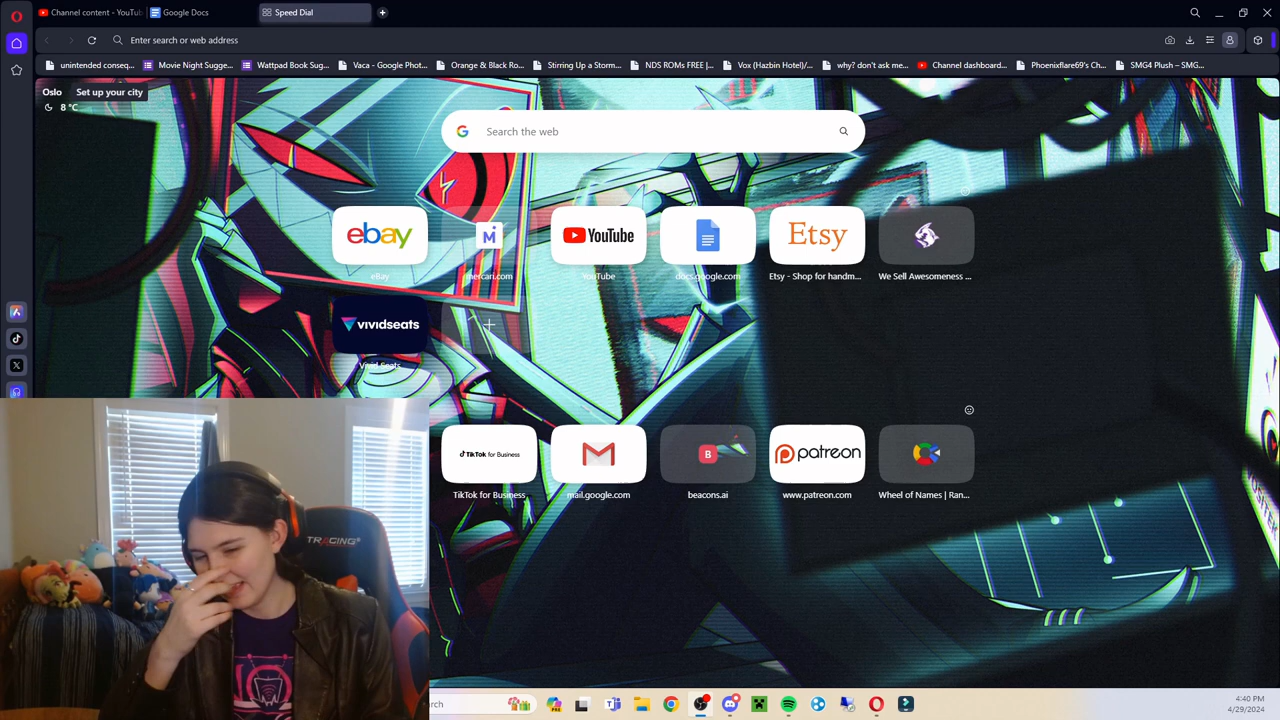 Channel content - YouTub
Google Docs
Speed Dial
Enter search or web address
unintended conseq...
Movie Night Sugge...
Wattpad Book Sug...
Vaca - Google Phot...
Orange & Black Ro...
Stirring Up a Storm...
NDS ROMs FREE |...
Vox (Hazbin Hotel)/...
why? don't ask me...
Channel dashboard...
Phoenixflare69's Ch...
SMG4 Plush – SMG...
Oslo
Set up your city
8 °C
Search the web
ebay
M
YouTube
Etsy
eBay
mercari.com
YouTube
docs.google.com
Etsy - Shop for handm...
We Sell Awesomeness ...
vividseats
Vivid Seats
TikTok for Business
B
patreon
TikTok for Business
mail.google.com
Wheel of Names | Ran...
TRACING
earch
4:40 PM
4/29/2024